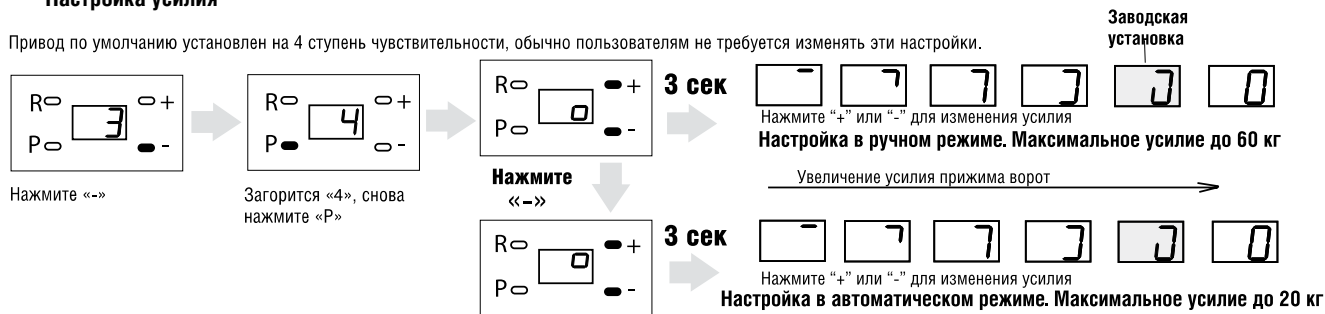 Настройка усилия
Заводская
установка
Привод по умолчанию установлен на 4 ступень чувствительности, обычно пользователям не требуется изменять эти настройки.
R 3 +
P -
Нажмите «-»
R 4 +
P -
Загорится «4», снова
нажмите «P»
R o +
P -
3 сек
Нажмите “+” или “-” для изменения усилия
Настройка в ручном режиме. Максимальное усилие до 60 кг
Нажмите
«-»
Увеличение усилия прижима ворот
R o +
P -
3 сек
Нажмите “+” или “-” для изменения усилия
Настройка в автоматическом режиме. Максимальное усилие до 20 кг